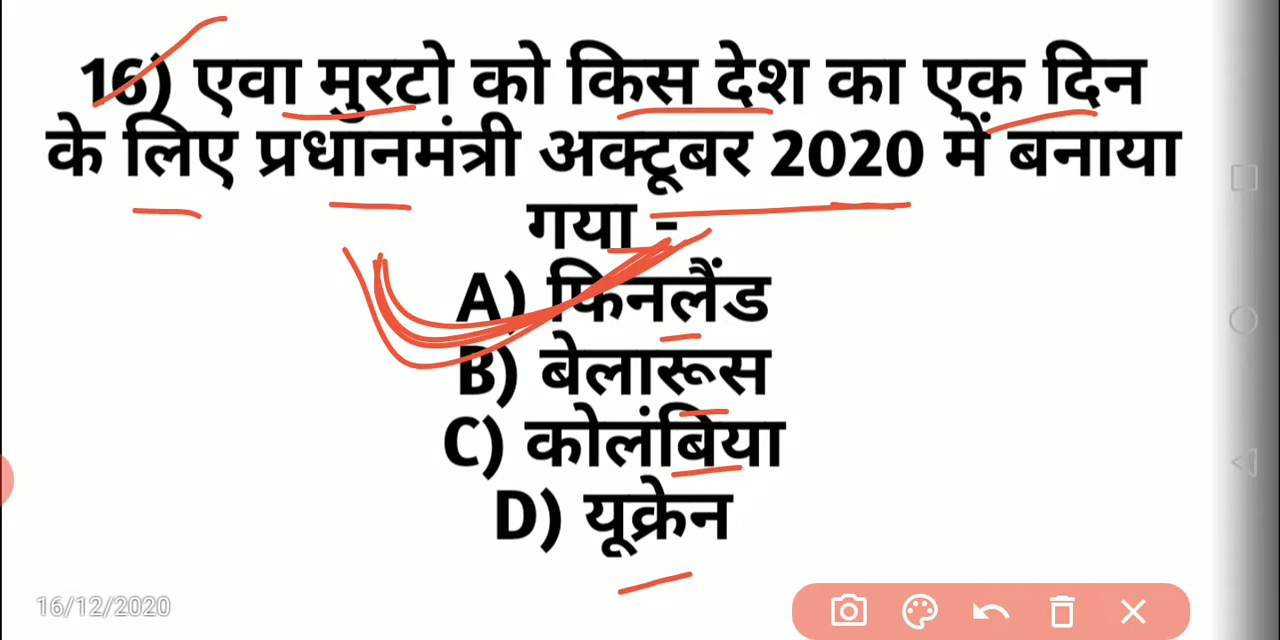 16) एवा मुरटो को किस देश का एक दिन
के लिए प्रधानमंत्री अक्टूबर 2020 में बनाया
गया -
A) फिनलैंड
B) बेलारूस
C) कोलंबिया
D) यूक्रेन
16/12/2020